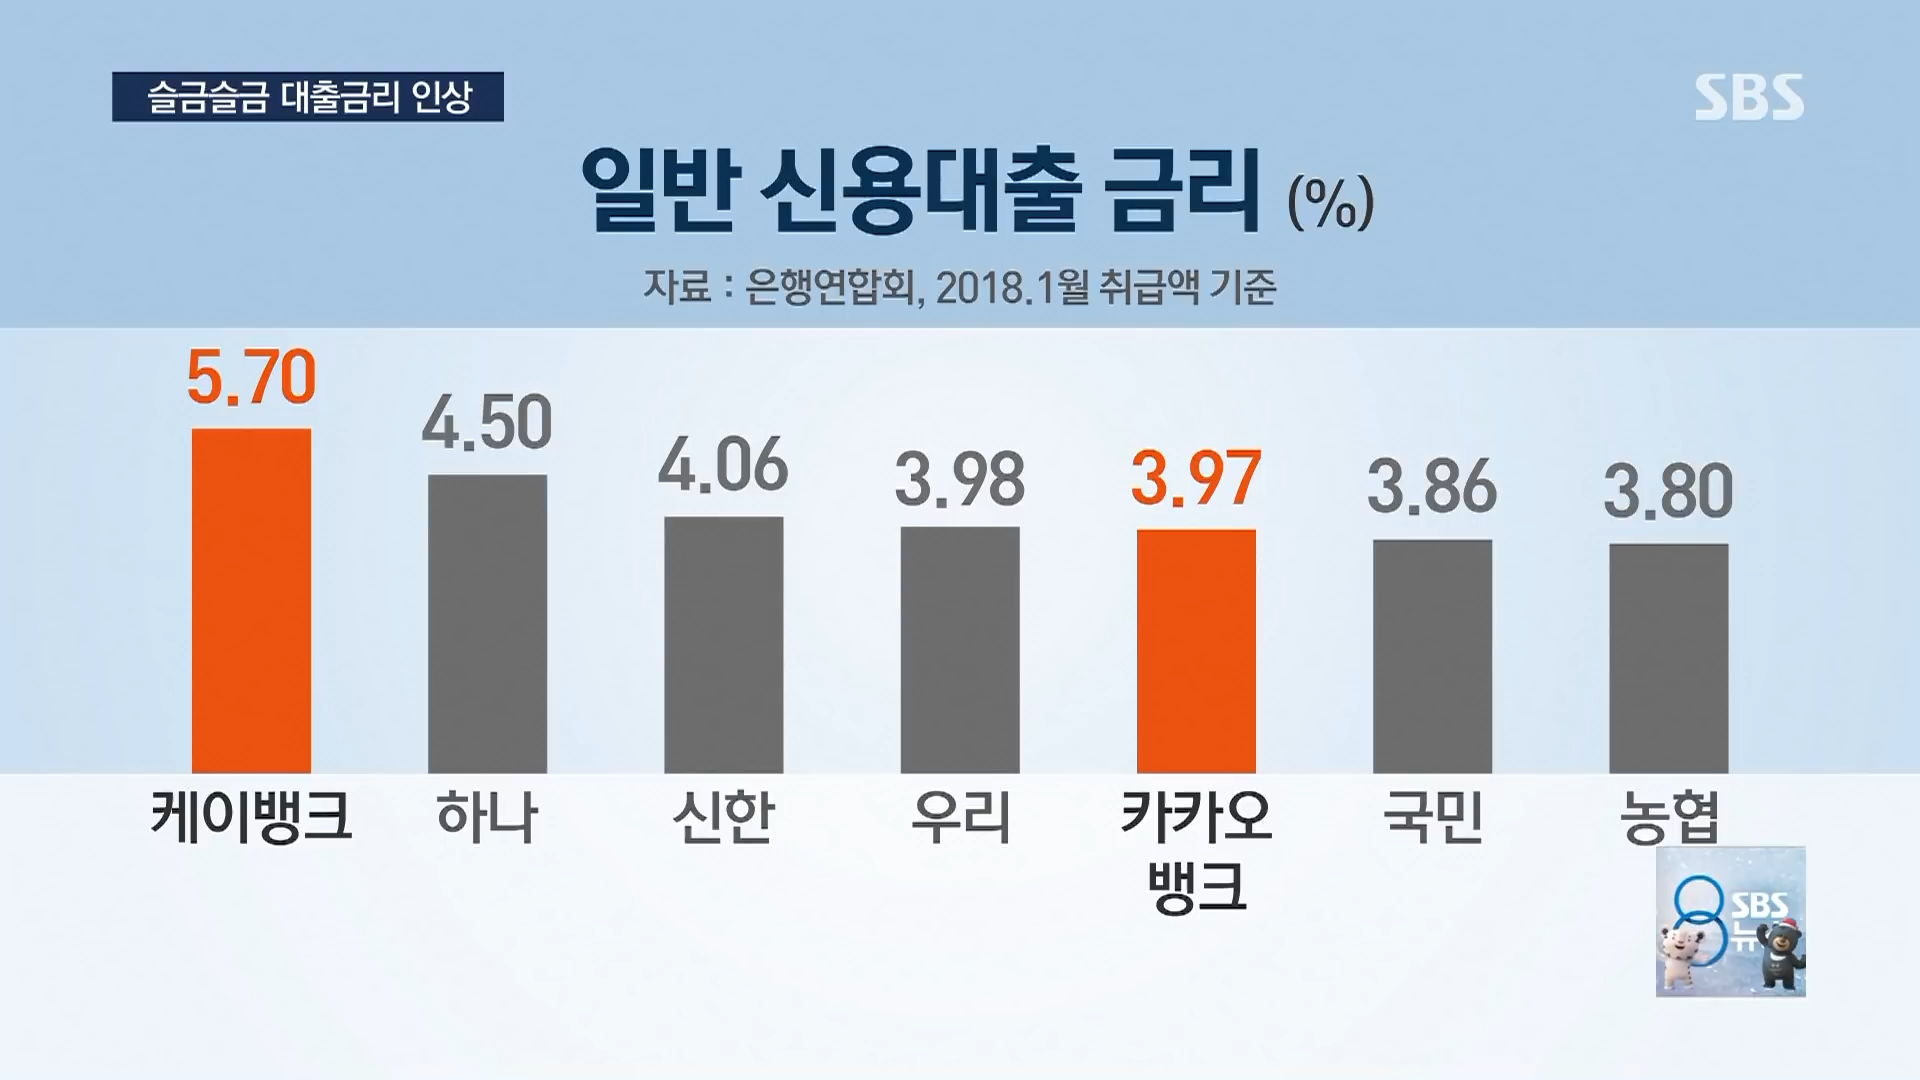 슬금슬금 대출금리 인상
SBS
일반 신용대출 금리 (%)
자료 : 은행연합회, 2018.1월 취급액 기준
5.70
4.50
4.06
3.98
3.97
3.86
3.80
케이뱅크
하나
신한
우리
카카오
뱅크
국민
농협
8
SBS
뉴